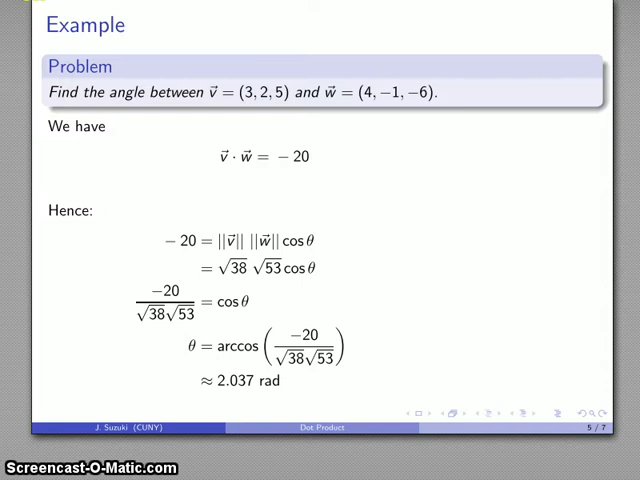 Example
Problem
Find the angle between v⃗ = (3, 2, 5) and w⃗ = (4, −1, −6).
We have
v⃗ · w⃗ = − 20
Hence:
− 20 = ||v⃗|| ||w⃗|| cos θ
= √38 √53 cos θ
−20 / √38√53 = cos θ
θ = arccos ( −20 / √38√53 )
≈ 2.037 rad
J. Suzuki (CUNY) Dot Product 5 / 7
Screencast-O-Matic.com